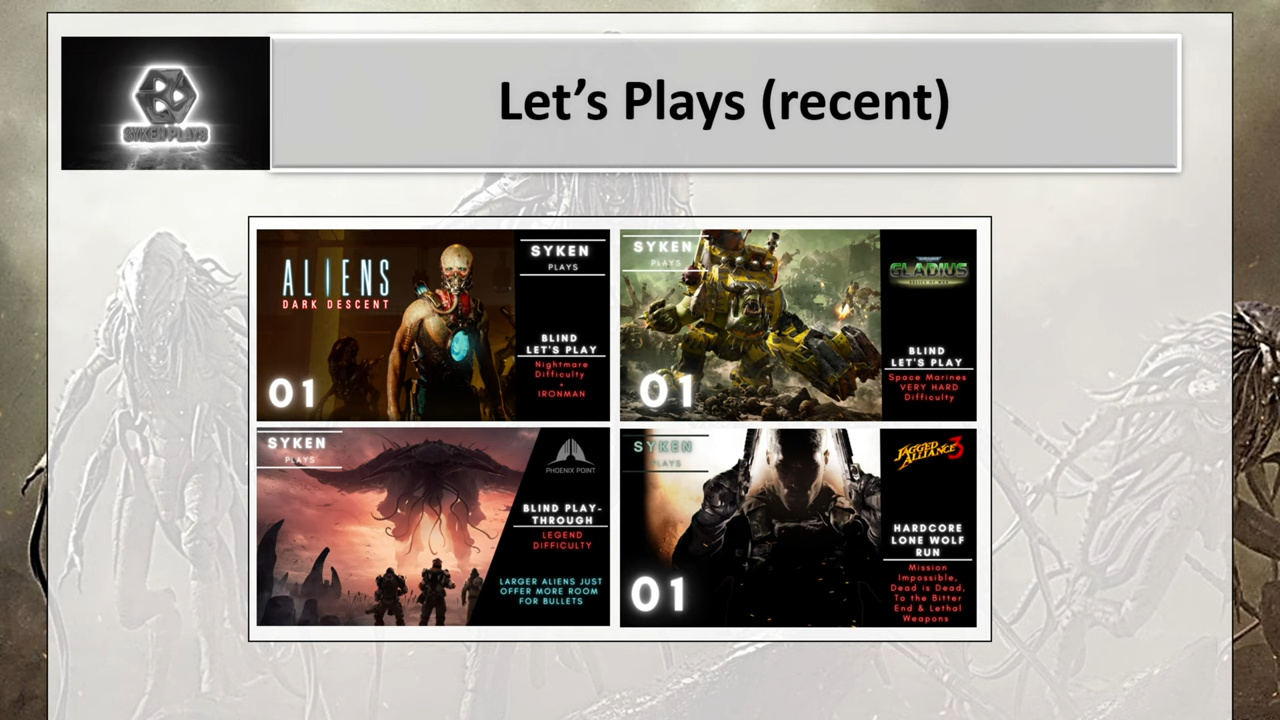 SYKEN PLAYS
Let's Plays (recent)
ALIENS
DARK DESCENT
01
SYKEN
PLAYS
BLIND
LET'S PLAY
Nightmare
Difficulty
+
IRONMAN
SYKEN
PLAYS
01
GLADIUS
RELICS OF WAR
BLIND
LET'S PLAY
Space Marines
VERY HARD
Difficulty
SYKEN
PLAYS
PHOENIX POINT
BLIND PLAY-
THROUGH
LEGEND
DIFFICULTY
LARGER ALIENS JUST
OFFER MORE ROOM
FOR BULLETS
SYKEN
PLAYS
01
JAGGED
ALLIANCE 3
HARDCORE
LONE WOLF
RUN
Mission
Impossible,
Dead is Dead,
To the Bitter
End & Lethal
Weapons